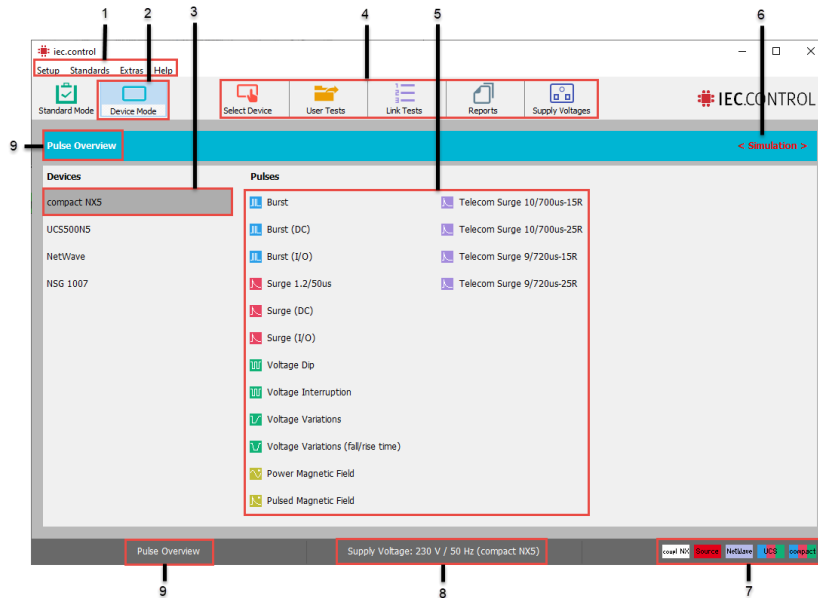 1 2 3 4 5 6
iec.control
Setup Standards Extras Help
Standard Mode Device Mode Select Device User Tests Link Tests Reports Supply Voltages
IEC.CONTROL
9 Pulse Overview < Simulation >
Devices Pulses
compact NX5 Burst Telecom Surge 10/700us-15R
UCS500N5 Burst (DC) Telecom Surge 10/700us-25R
NetWave Burst (I/O) Telecom Surge 9/720us-15R
NSG 1007 Surge 1.2/50us Telecom Surge 9/720us-25R
Surge (DC)
Surge (I/O)
Voltage Dip
Voltage Interruption
Voltage Variations
Voltage Variations (fall/rise time)
Power Magnetic Field
Pulsed Magnetic Field
Pulse Overview Supply Voltage: 230 V / 50 Hz (compact NX5) NX Source NetWave UCS compact
9 8 7